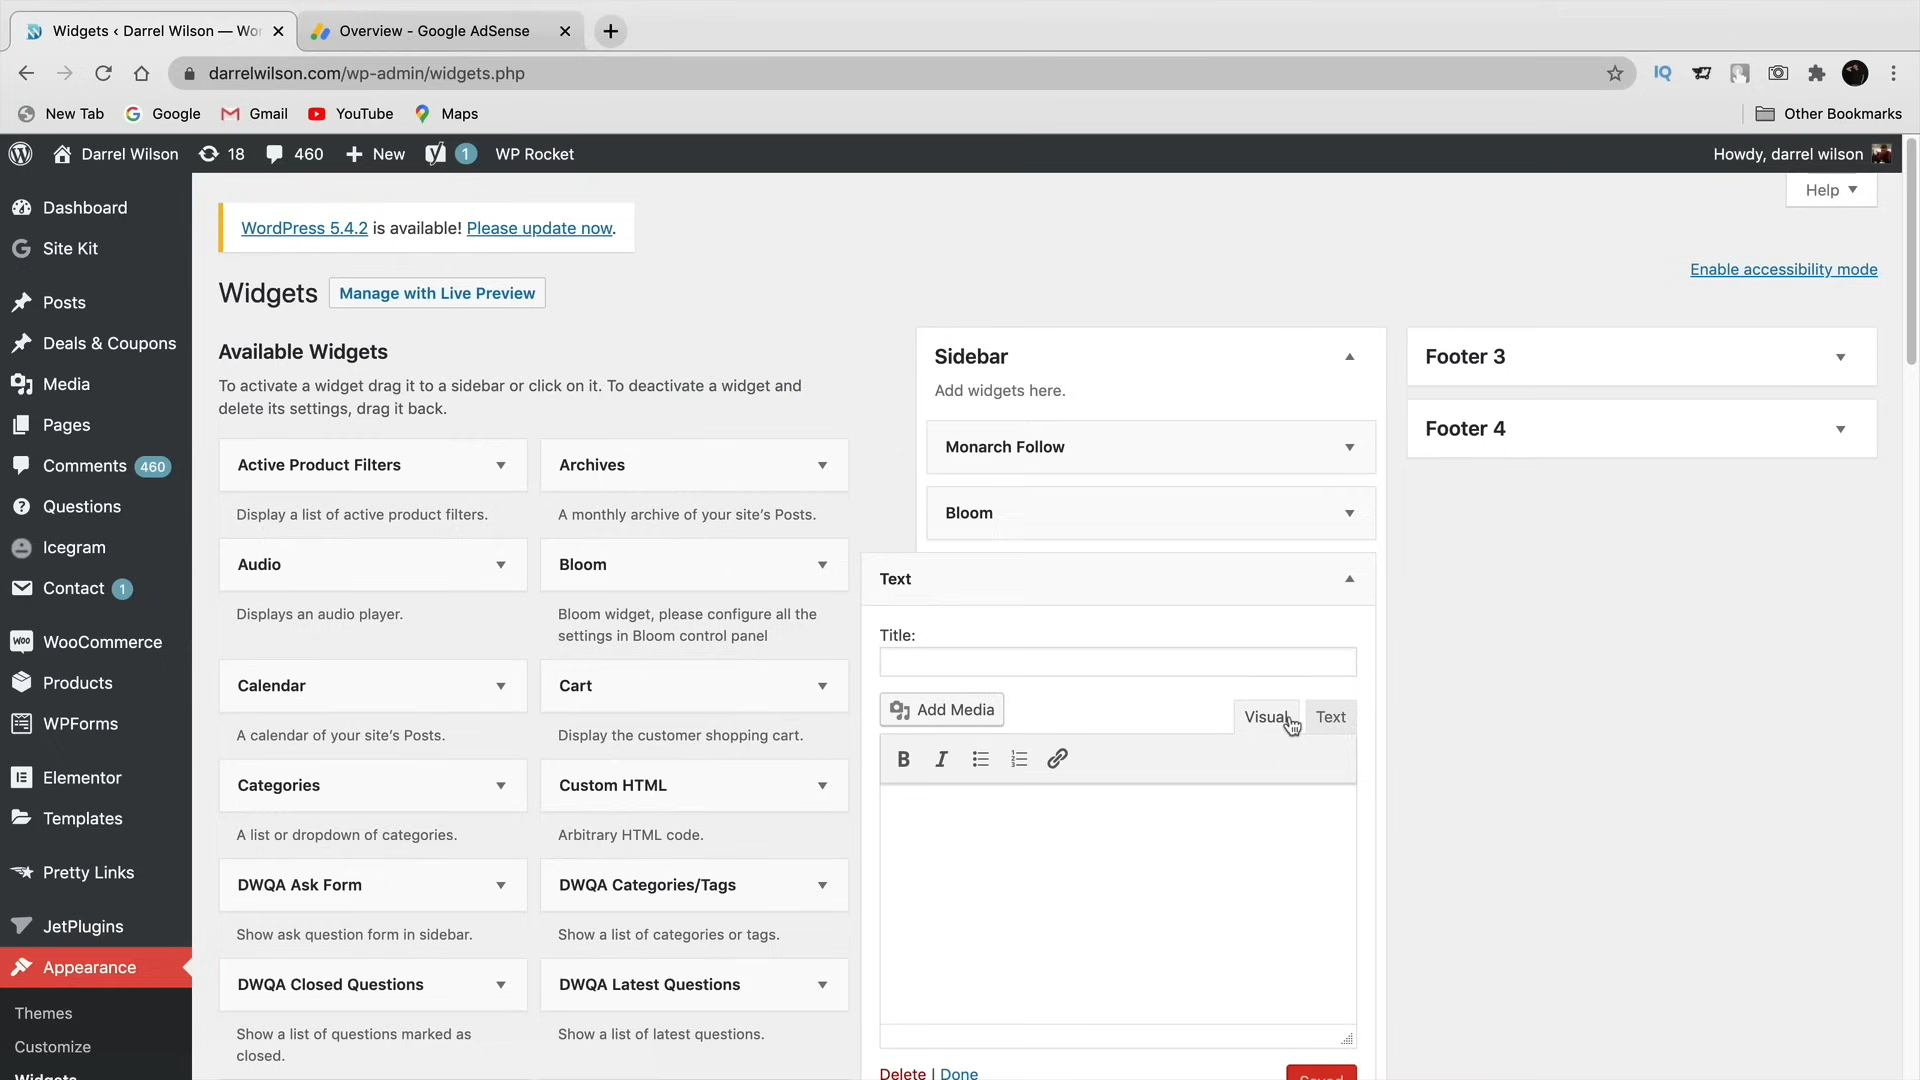 Widgets ‹ Darrel Wilson — Wor
Overview - Google AdSense
darrelwilson.com/wp-admin/widgets.php
New Tab
Google
Gmail
YouTube
Maps
Other Bookmarks
Darrel Wilson
18
460
New
1
WP Rocket
Howdy, darrel wilson
Help
Dashboard
Site Kit
Posts
Deals & Coupons
Media
Pages
Comments 460
Questions
Icegram
Contact 1
WooCommerce
Products
WPForms
Elementor
Templates
Pretty Links
JetPlugins
Appearance
Themes
Customize
Widgets
WordPress 5.4.2 is available! Please update now.
Enable accessibility mode
Widgets
Manage with Live Preview
Available Widgets
To activate a widget drag it to a sidebar or click on it. To deactivate a widget and
delete its settings, drag it back.
Active Product Filters
Display a list of active product filters.
Archives
A monthly archive of your site's Posts.
Audio
Displays an audio player.
Bloom
Bloom widget, please configure all the
settings in Bloom control panel
Calendar
A calendar of your site's Posts.
Cart
Display the customer shopping cart.
Categories
A list or dropdown of categories.
Custom HTML
Arbitrary HTML code.
DWQA Ask Form
Show ask question form in sidebar.
DWQA Categories/Tags
Show a list of categories or tags.
DWQA Closed Questions
Show a list of questions marked as
closed.
DWQA Latest Questions
Show a list of latest questions.
Sidebar
Add widgets here.
Monarch Follow
Bloom
Text
Title:
Add Media
Visual
Text
B
I
Delete | Done
Saved
Footer 3
Footer 4